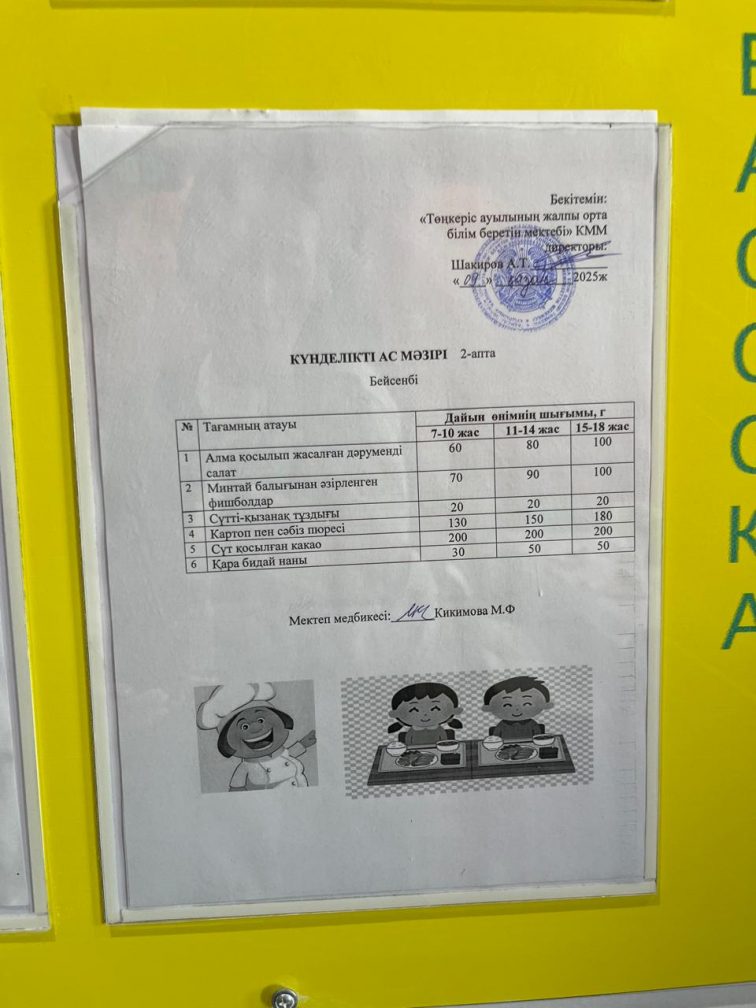 Бекітемін:
«Төңкеріс ауылының жалпы орта
білім беретін мектебі» КММ
директоры:
Шакиров А.Т.
« 09 » қазан 2025ж
КҮНДЕЛІКТІ АС МӘЗІРІ 2-апта
Бейсенбі
№ Тағамның атауы Дайын өнімнің шығымы, г
7-10 жас 11-14 жас 15-18 жас
1 Алма қосылып жасалған дәруменді 60 80 100
салат
2 Минтай балығынан әзірленген 70 90 100
фишболдар
3 Сүтті-қызанақ тұздығы 20 20 20
4 Картоп пен сәбіз пюресі 130 150 180
5 Сүт қосылған какао 200 200 200
6 Қара бидай наны 30 50 50
Мектеп медбикесі: Кикимова М.Ф
А
С
К
А